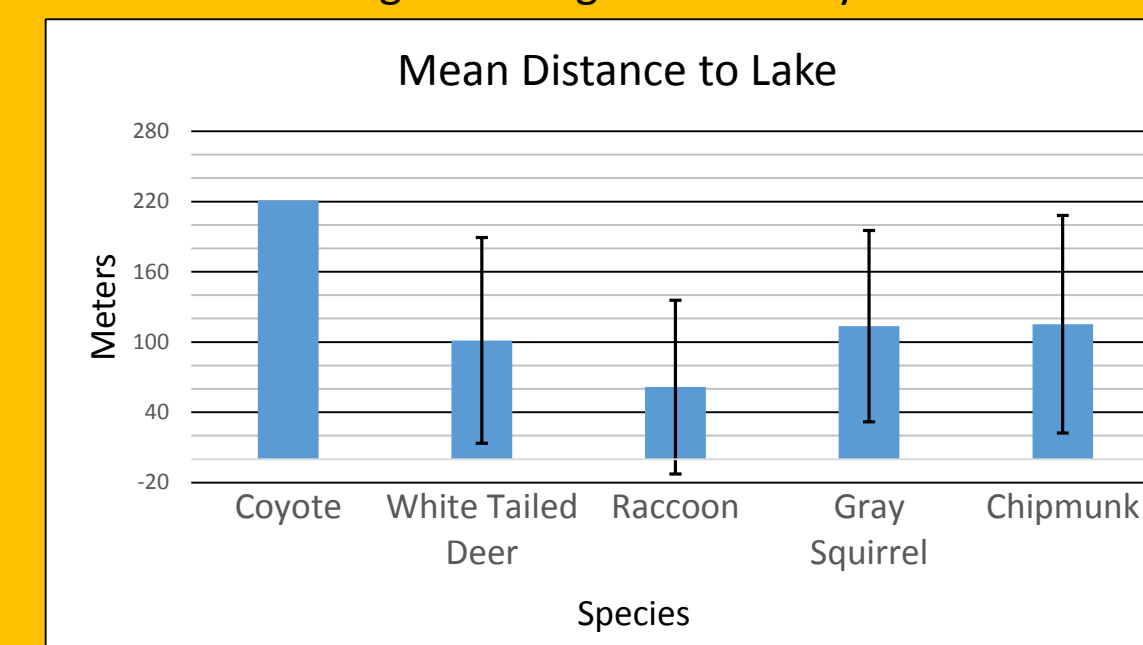 Mean Distance to Lake
280
220
160
100
40
-20
Meters
Coyote White Tailed Raccoon Gray Chipmunk
Deer Squirrel
Species